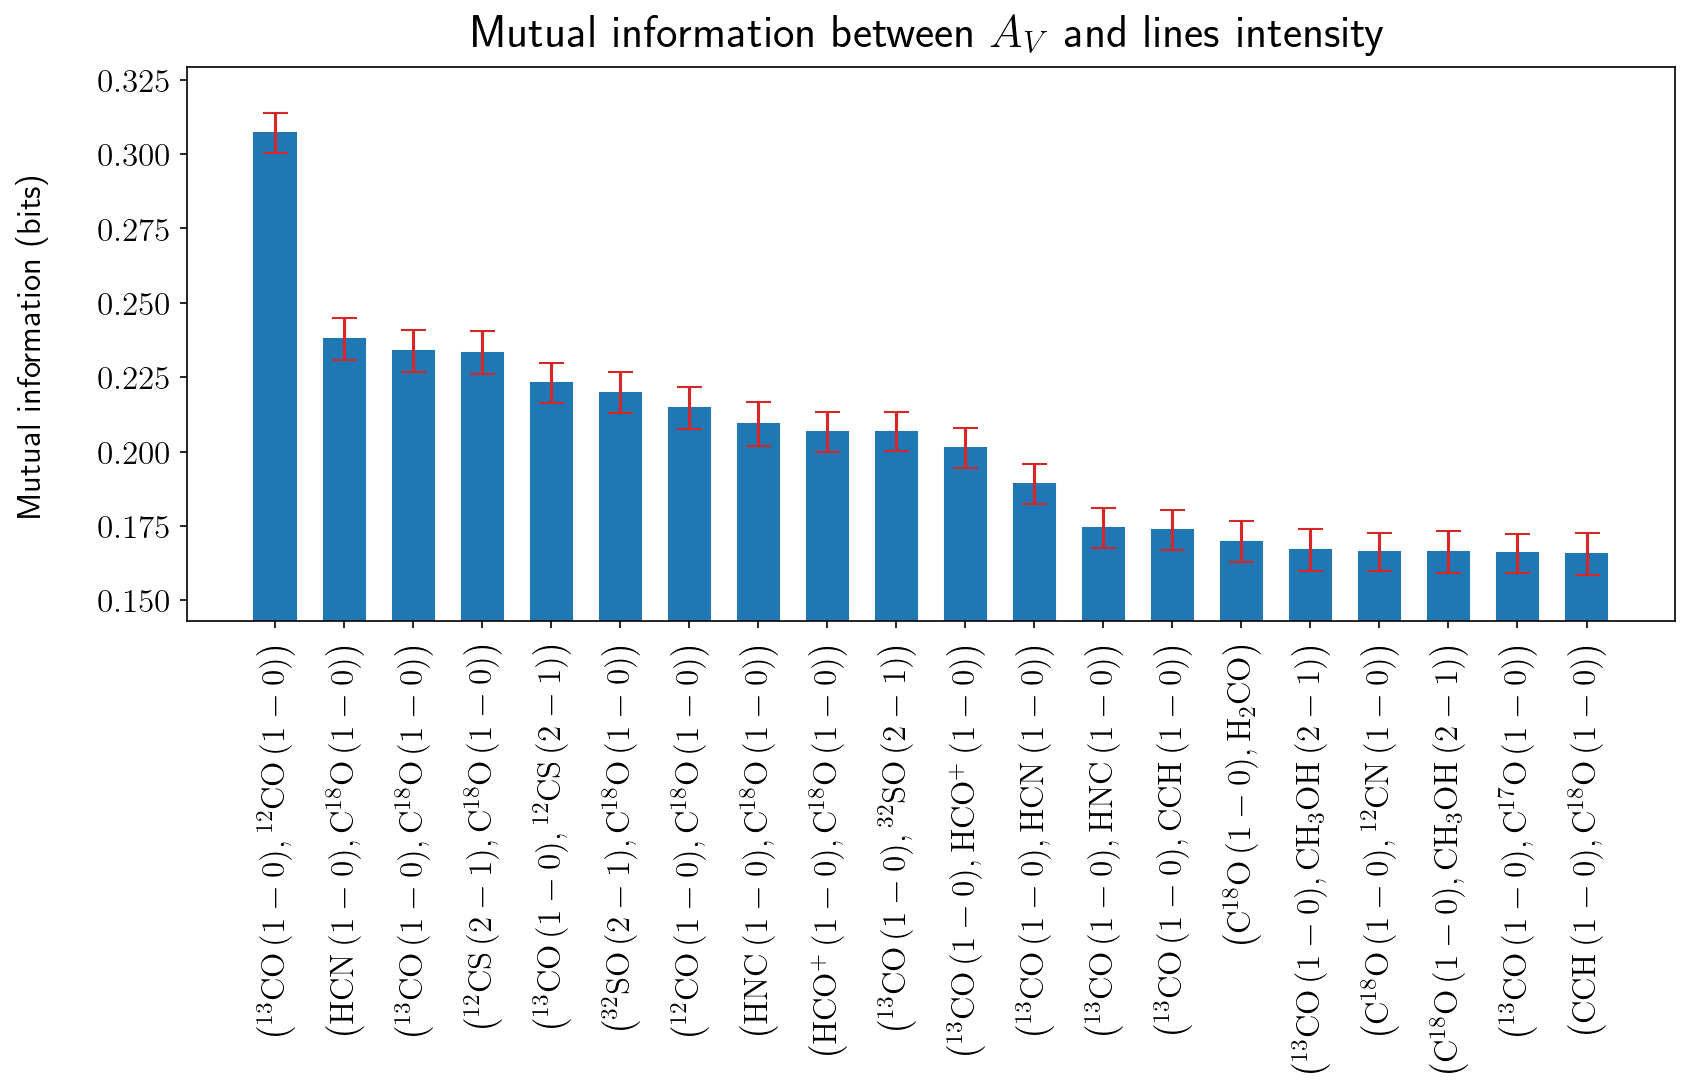 Mutual information between A_V and lines intensity
Mutual information (bits)
0.325
0.300
0.275
0.250
0.225
0.200
0.175
0.150
(¹³CO (1 − 0), ¹²CO (1 − 0))
(HCN (1 − 0), C¹⁸O (1 − 0))
(¹³CO (1 − 0), C¹⁸O (1 − 0))
(¹²CS (2 − 1), C¹⁸O (1 − 0))
(¹³CO (1 − 0), ¹²CS (2 − 1))
(³²SO (2 − 1), C¹⁸O (1 − 0))
(¹²CO (1 − 0), C¹⁸O (1 − 0))
(HNC (1 − 0), C¹⁸O (1 − 0))
(HCO⁺ (1 − 0), C¹⁸O (1 − 0))
(¹³CO (1 − 0), ³²SO (2 − 1))
(¹³CO (1 − 0), HCO⁺ (1 − 0))
(¹³CO (1 − 0), HCN (1 − 0))
(¹³CO (1 − 0), HNC (1 − 0))
(¹³CO (1 − 0), CCH (1 − 0))
(C¹⁸O (1 − 0), H₂CO)
(¹³CO (1 − 0), CH₃OH (2 − 1))
(C¹⁸O (1 − 0), ¹²CN (1 − 0))
(C¹⁸O (1 − 0), CH₃OH (2 − 1))
(¹³CO (1 − 0), C¹⁷O (1 − 0))
(CCH (1 − 0), C¹⁸O (1 − 0))